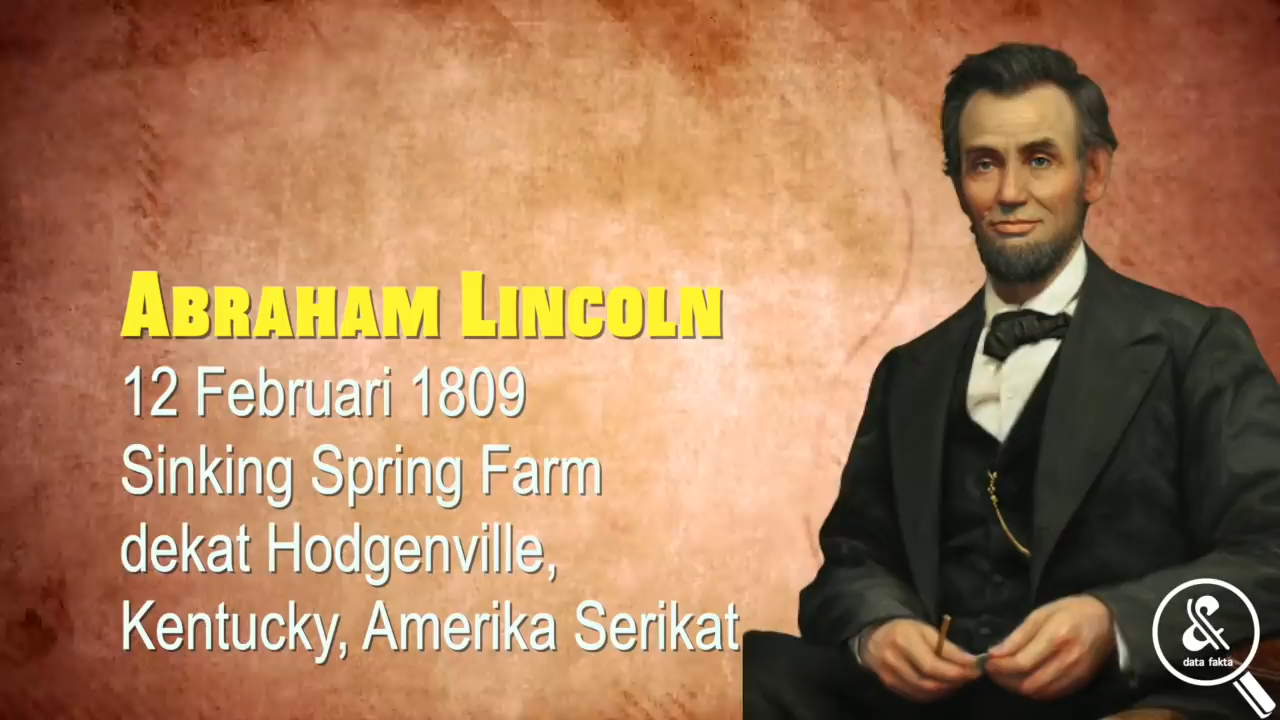 Abraham Lincoln
12 Februari 1809
Sinking Spring Farm
dekat Hodgenville,
Kentucky, Amerika Serikat
&
data fakta